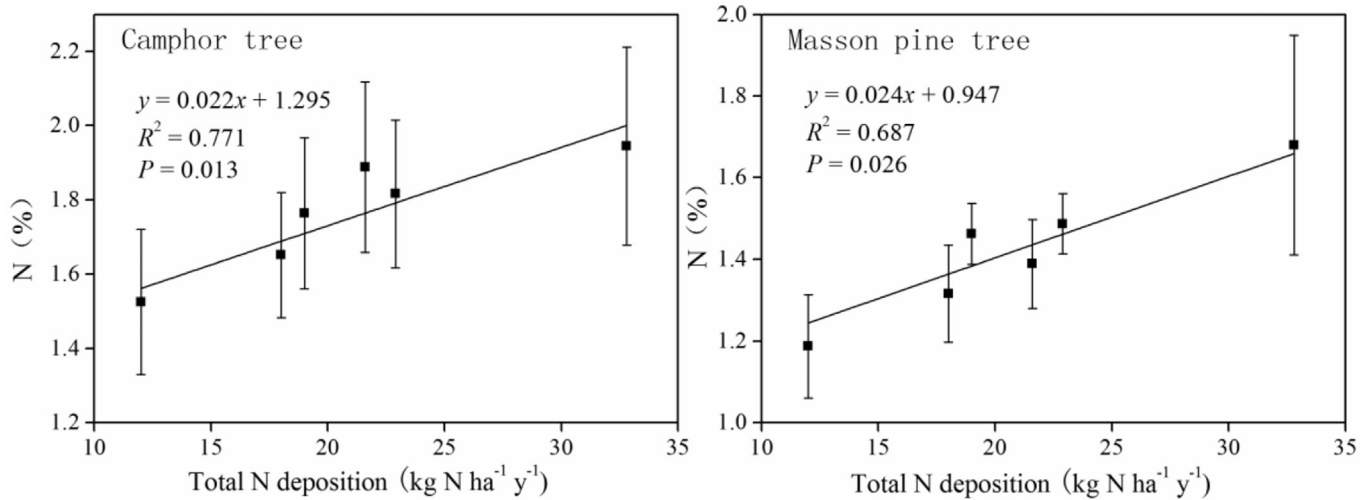 Camphor tree
y = 0.022x + 1.295
R² = 0.771
P = 0.013
N (%)
2.2
2.0
1.8
1.6
1.4
1.2
10 15 20 25 30 35
Total N deposition (kg N ha⁻¹ y⁻¹)
Masson pine tree
y = 0.024x + 0.947
R² = 0.687
P = 0.026
N (%)
2.0
1.8
1.6
1.4
1.2
1.0
10 15 20 25 30 35
Total N deposition (kg N ha⁻¹ y⁻¹)